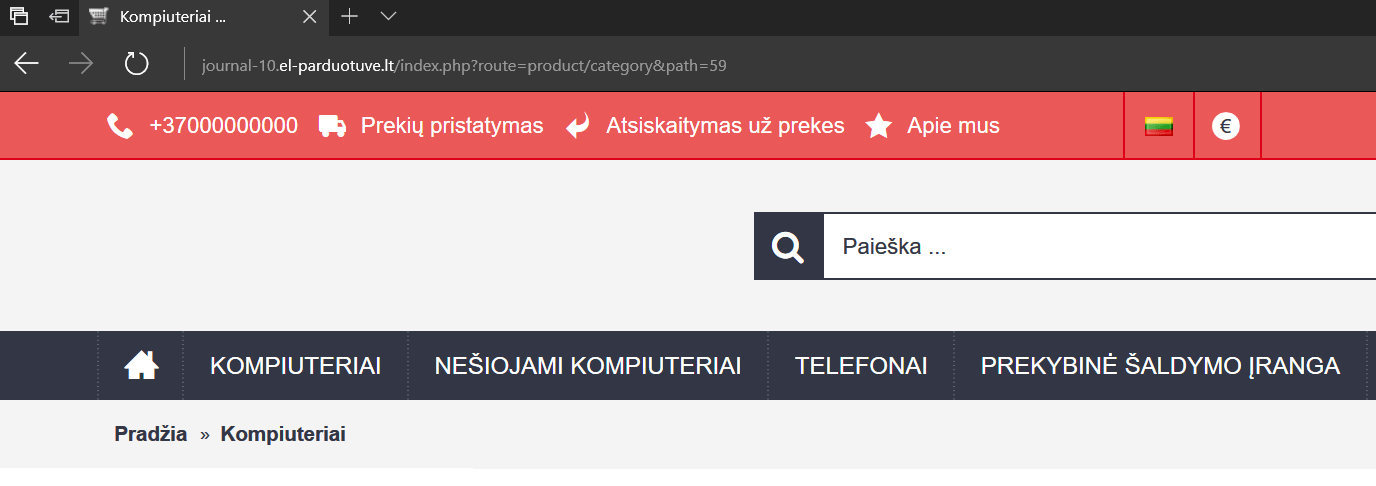 Kompiuteriai ...
journal-10.el-parduotuve.lt/index.php?route=product/category&path=59
+37000000000 Prekių pristatymas Atsiskaitymas už prekes Apie mus €
Paieška ...
KOMPIUTERIAI NEŠIOJAMI KOMPIUTERIAI TELEFONAI PREKYBINĖ ŠALDYMO ĮRANGA
Pradžia » Kompiuteriai